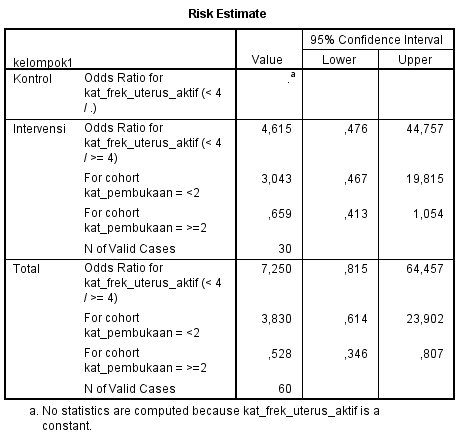 Risk Estimate
95% Confidence Interval
kelompok1 Value Lower Upper
Kontrol Odds Ratio for .a
kat_frek_uterus_aktif (< 4
/ .)
Intervensi Odds Ratio for 4,615 ,476 44,757
kat_frek_uterus_aktif (< 4
/ >= 4)
For cohort 3,043 ,467 19,815
kat_pembukaan = <2
For cohort ,659 ,413 1,054
kat_pembukaan = >=2
N of Valid Cases 30
Total Odds Ratio for 7,250 ,815 64,457
kat_frek_uterus_aktif (< 4
/ >= 4)
For cohort 3,830 ,614 23,902
kat_pembukaan = <2
For cohort ,528 ,346 ,807
kat_pembukaan = >=2
N of Valid Cases 60
a. No statistics are computed because kat_frek_uterus_aktif is a
constant.